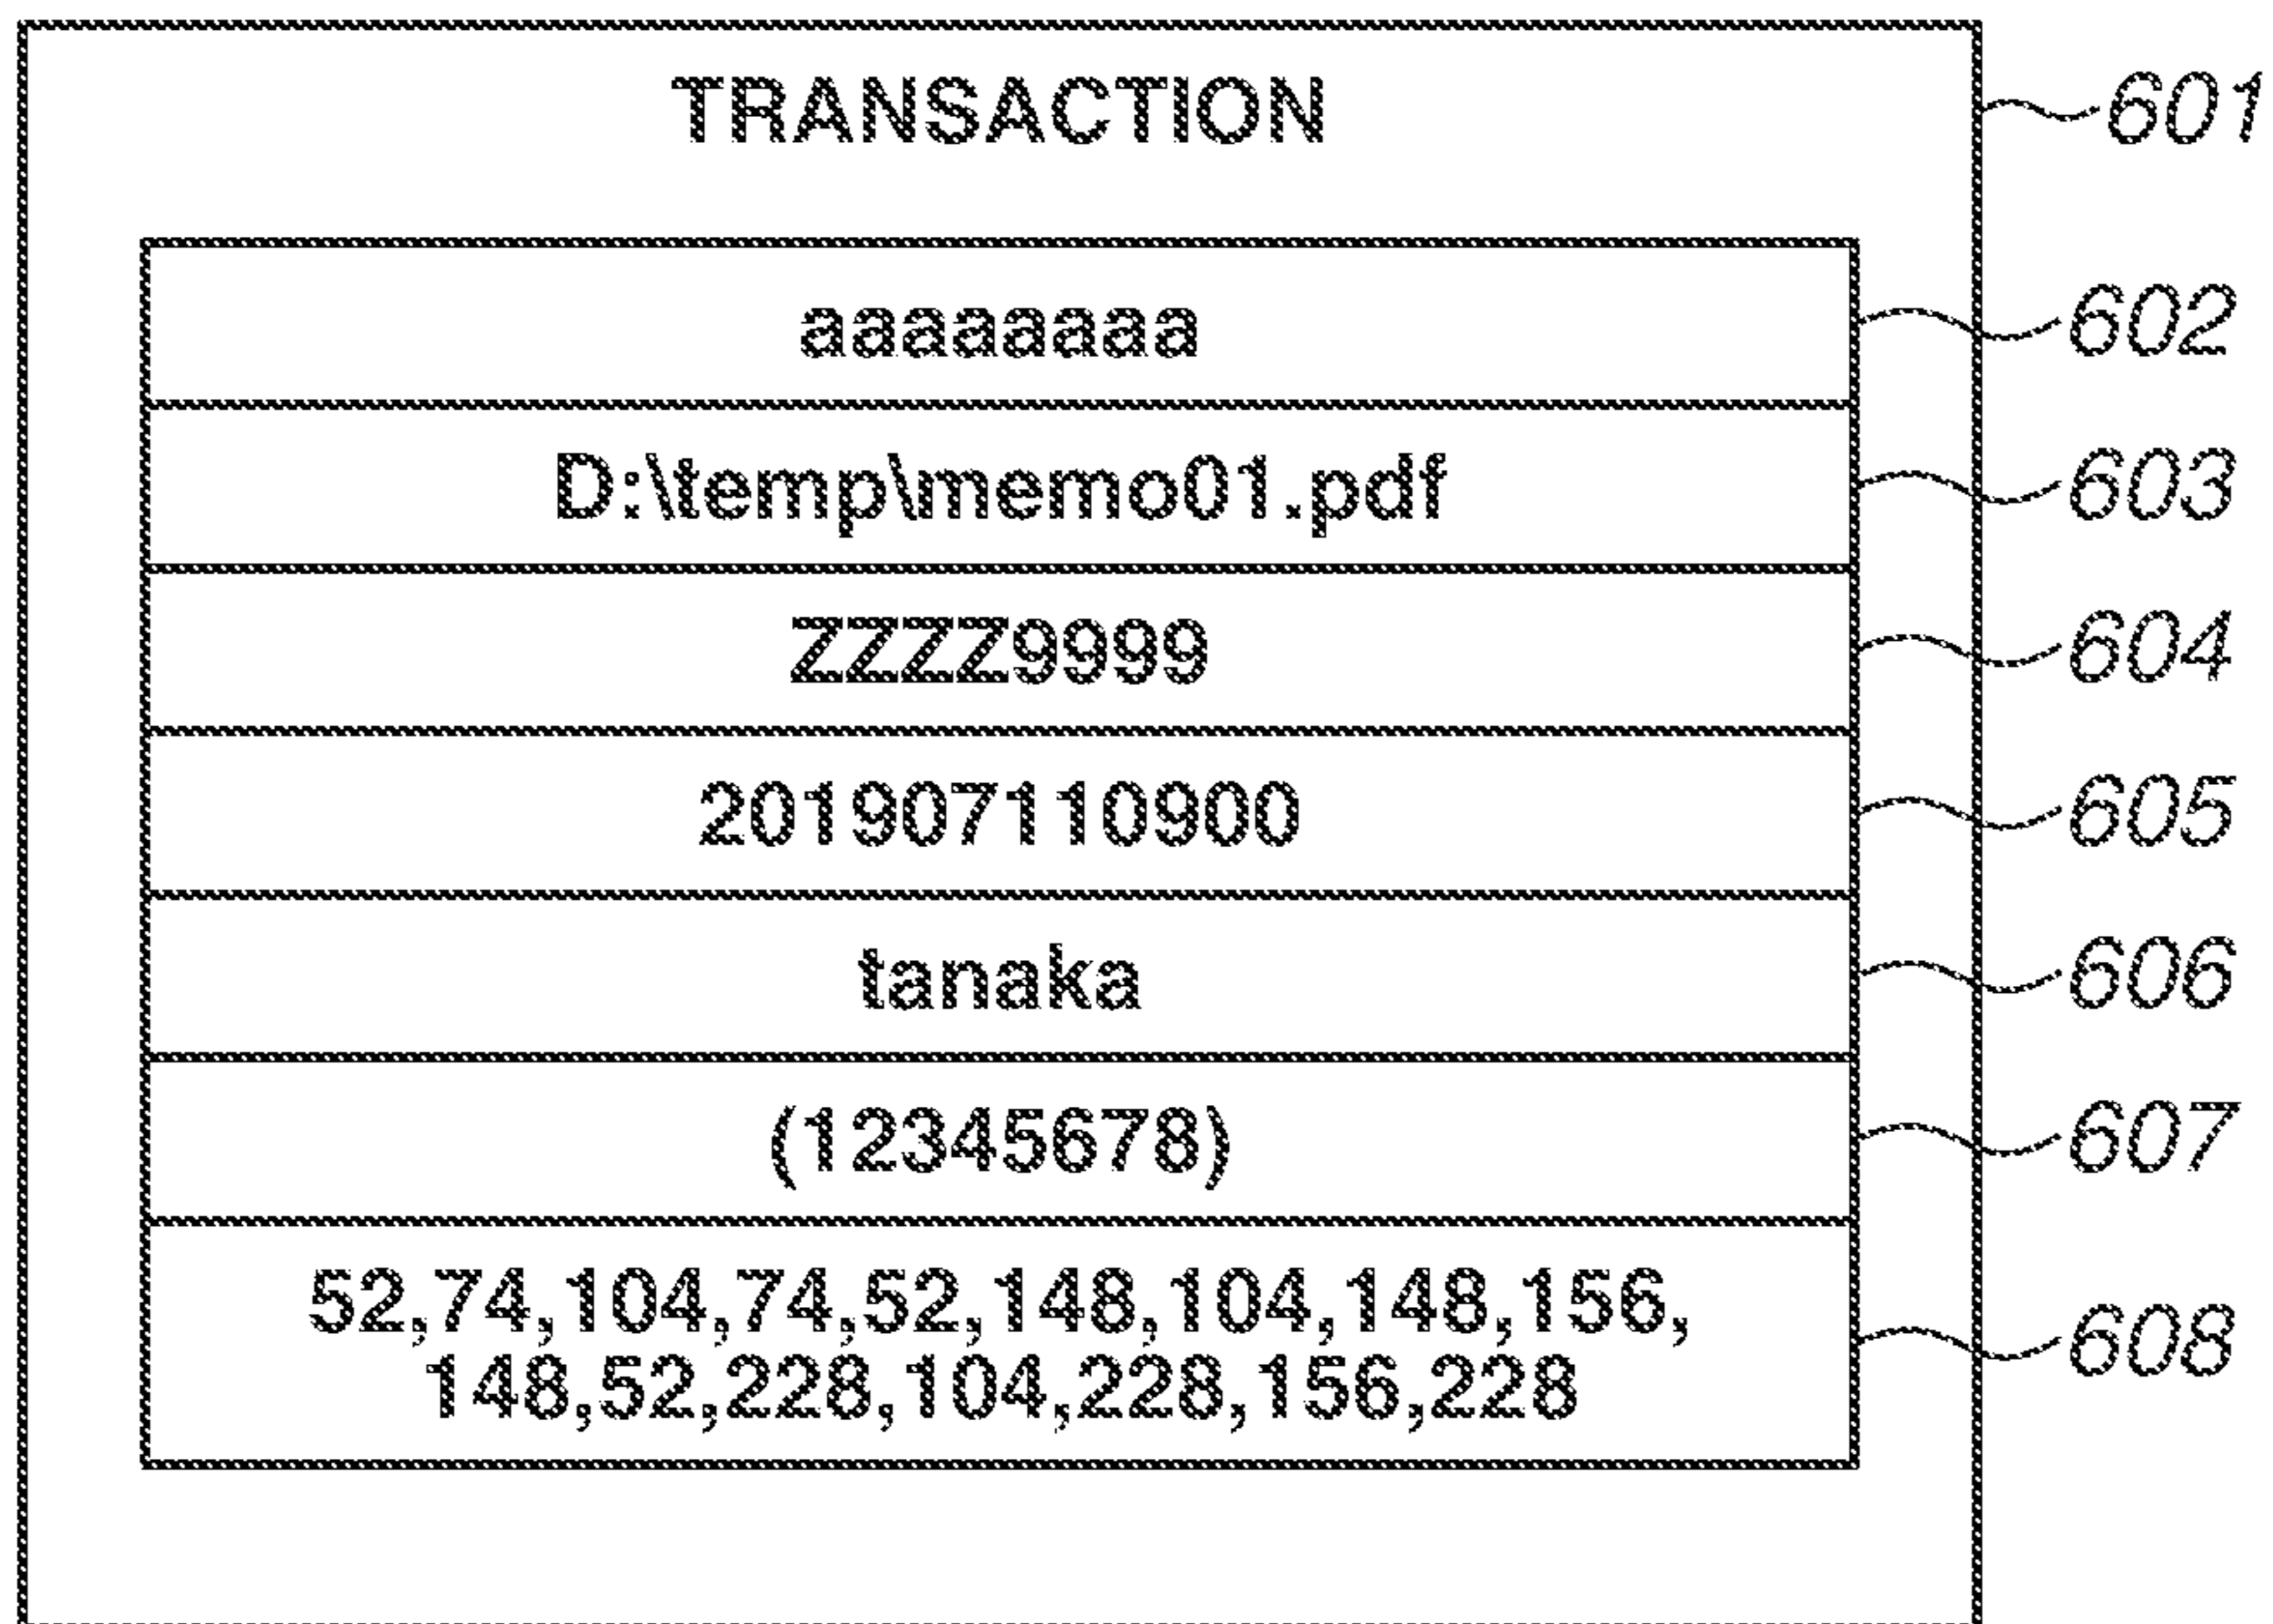 TRANSACTION 601
aaaaaaaa 602
D:\temp\memo01.pdf 603
ZZZZ9999 604
201907110900 605
tanaka 606
(12345678) 607
52,74,104,74,52,148,104,148,156,
148,52,228,104,228,156,228 608